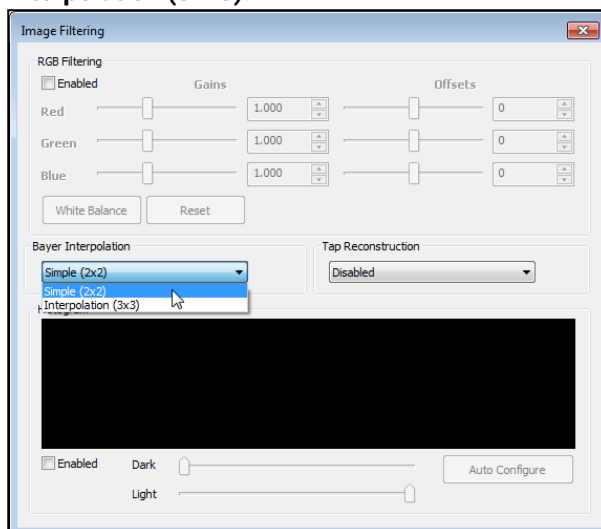 Image Filtering
RGB Filtering
Enabled Gains Offsets
Red 1.000 0
Green 1.000 0
Blue 1.000 0
White Balance Reset
Bayer Interpolation Tap Reconstruction
Simple (2x2) Disabled
Simple (2x2)
Interpolation (3x3)
Enabled Dark Auto Configure
Light